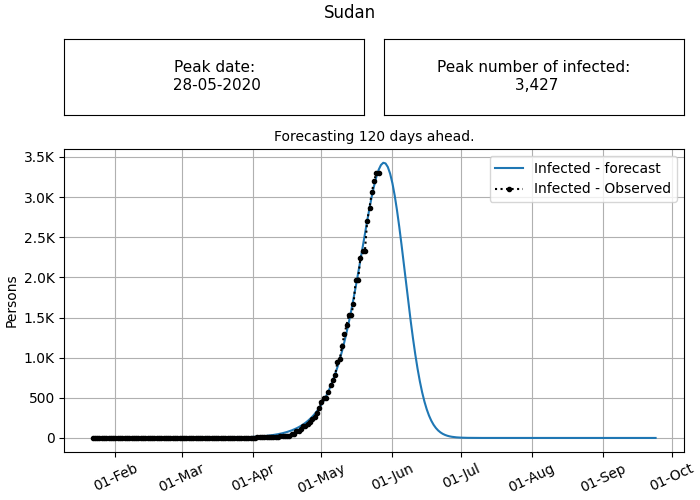 Sudan
Peak date:
28-05-2020
Peak number of infected:
3,427
Forecasting 120 days ahead.
3.5K
3.0K
2.5K
2.0K
1.5K
1.0K
500
0
Persons
Infected - forecast
Infected - Observed
01-Feb
01-Mar
01-Apr
01-May
01-Jun
01-Jul
01-Aug
01-Sep
01-Oct